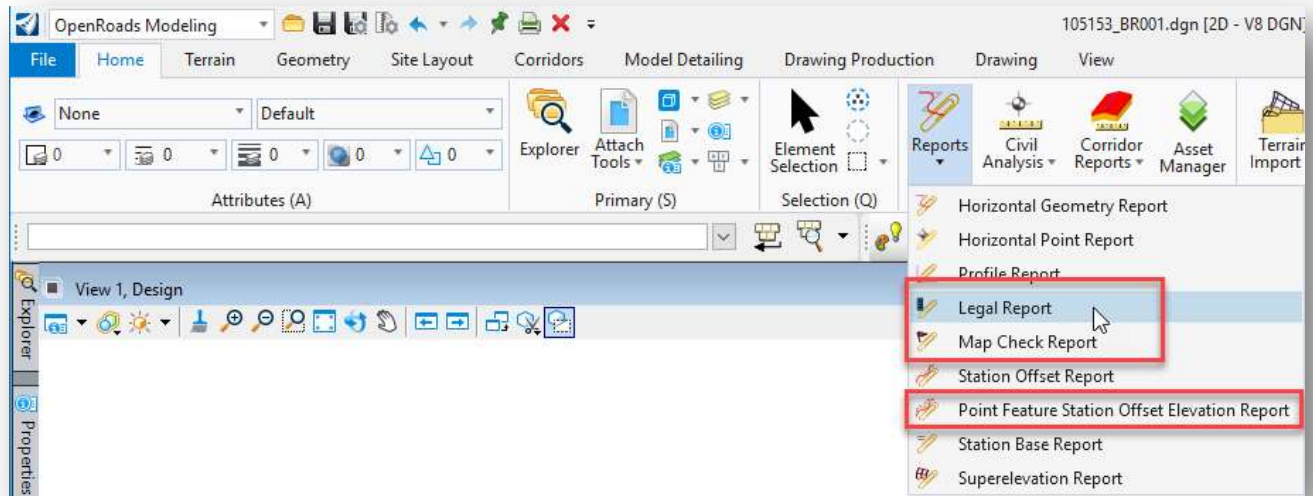 OpenRoads Modeling
105153_BR001.dgn [2D - V8 DGN]
File Home Terrain Geometry Site Layout Corridors Model Detailing Drawing Production Drawing View
None Default
0 0 0 0 0
Explorer
Attach
Tools
Element
Selection
Reports
Civil
Analysis
Corridor
Reports
Asset
Manager
Terrain
Import
Attributes (A) Primary (S) Selection (Q)
Horizontal Geometry Report
Horizontal Point Report
Profile Report
Legal Report
Map Check Report
Station Offset Report
Point Feature Station Offset Elevation Report
Station Base Report
Superelevation Report
View 1, Design
Explorer
Properties